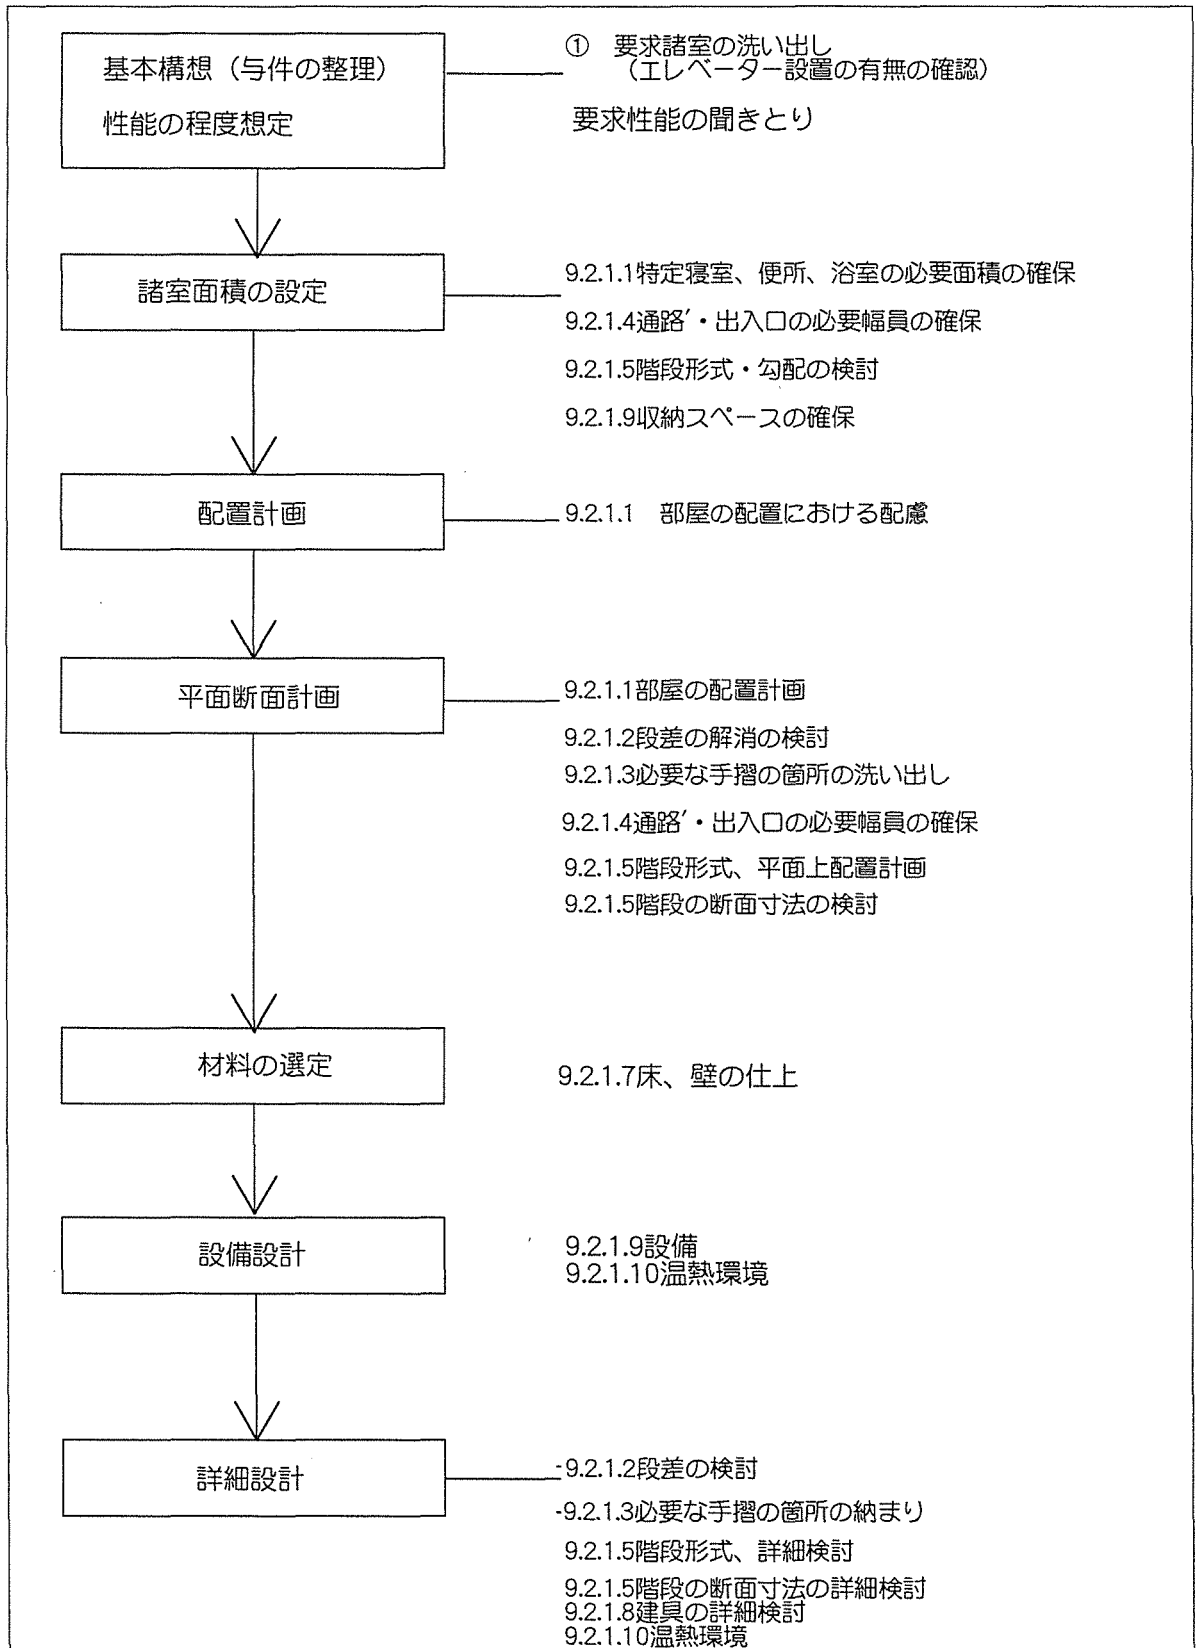 基本構想（与件の整理）
性能の程度想定
① 要求諸室の洗い出し
（エレベーター設置の有無の確認）
要求性能の聞きとり
諸室面積の設定
9.2.1.1特定寝室、便所、浴室の必要面積の確保
9.2.1.4通路′・出入口の必要幅員の確保
9.2.1.5階段形式・勾配の検討
9.2.1.9収納スペースの確保
配置計画
9.2.1.1 部屋の配置における配慮
平面断面計画
9.2.1.1部屋の配置計画
9.2.1.2段差の解消の検討
9.2.1.3必要な手摺の箇所の洗い出し
9.2.1.4通路′・出入口の必要幅員の確保
9.2.1.5階段形式、平面上配置計画
9.2.1.5階段の断面寸法の検討
材料の選定
9.2.1.7床、壁の仕上
設備設計
9.2.1.9設備
9.2.1.10温熱環境
詳細設計
-9.2.1.2段差の検討
-9.2.1.3必要な手摺の箇所の納まり
9.2.1.5階段形式、詳細検討
9.2.1.5階段の断面寸法の詳細検討
9.2.1.8建具の詳細検討
9.2.1.10温熱環境